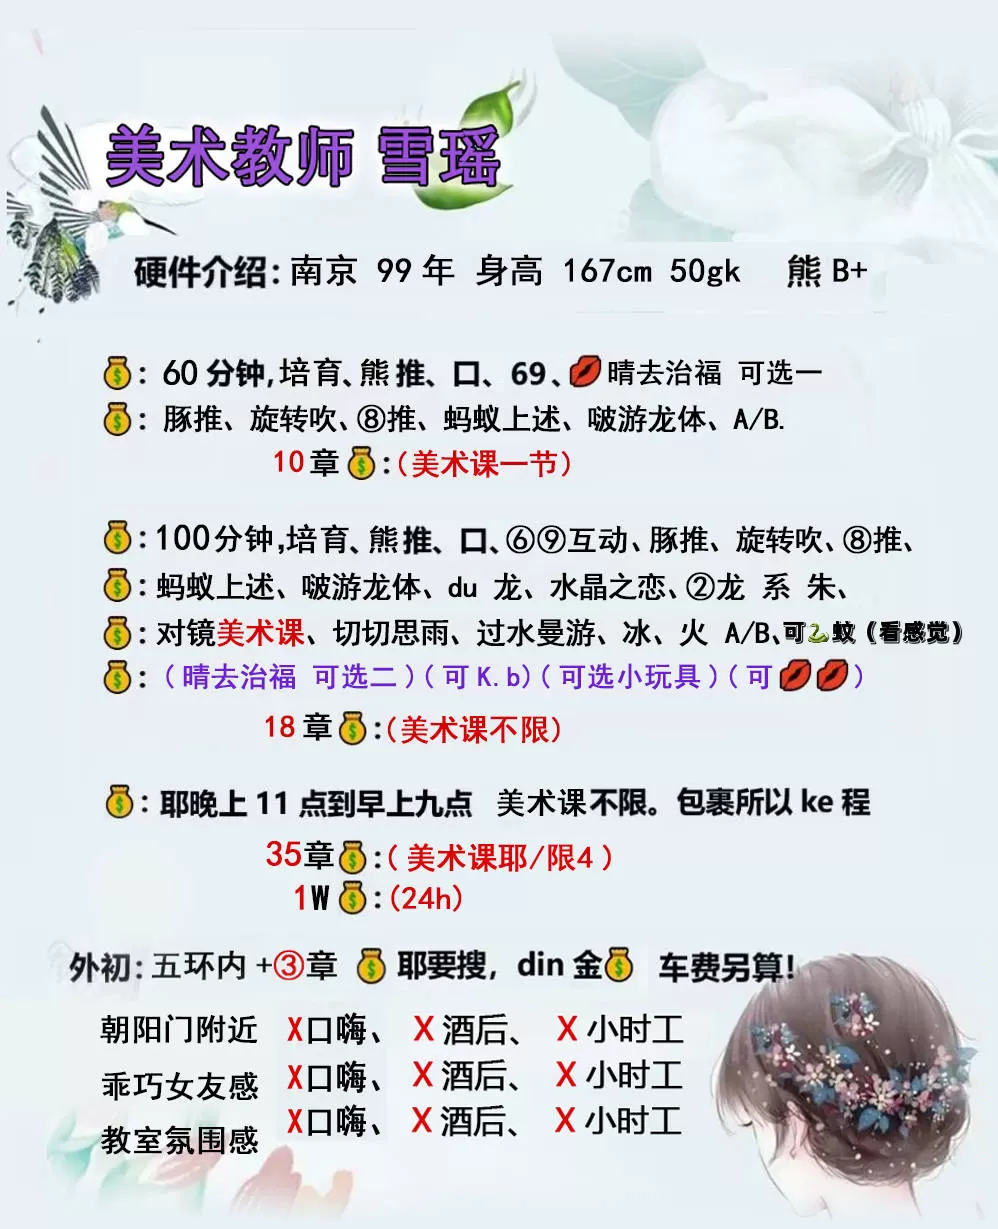 美术教师 雪瑶
硬件介绍: 南京 99年 身高 167cm 50gk 熊B+
💰: 60分钟,培育、熊推、口、69、💋晴去治福 可选一
💰: 豚推、旋转吹、⑧推、蚂蚁上述、啵游龙体、A/B.
10章💰:(美术课一节)
💰:100分钟,培育、熊推、口、⑥⑨互动、豚推、旋转吹、⑧推、
💰:蚂蚁上述、啵游龙体、du 龙、水晶之恋、②龙 系 朱、
💰:对镜美术课、切切思雨、过水曼游、冰、火 A/B、可🐍蚊(看感觉)
💰:(晴去治福 可选二)(可K.b)(可选小玩具)(可💋💋)
18章💰:(美术课不限)
💰:耶晚上11点到早上九点 美术课不限。包裹所以ke程
35章💰:(美术课耶/限4)
1W💰:(24h)
外初: 五环内+③章 💰耶要搜，din金💰 车费另算!
朝阳门附近 X口嗨、X酒后、X小时工
乖巧女友感 X口嗨、X酒后、X小时工
教室氛围感 X口嗨、X酒后、X小时工